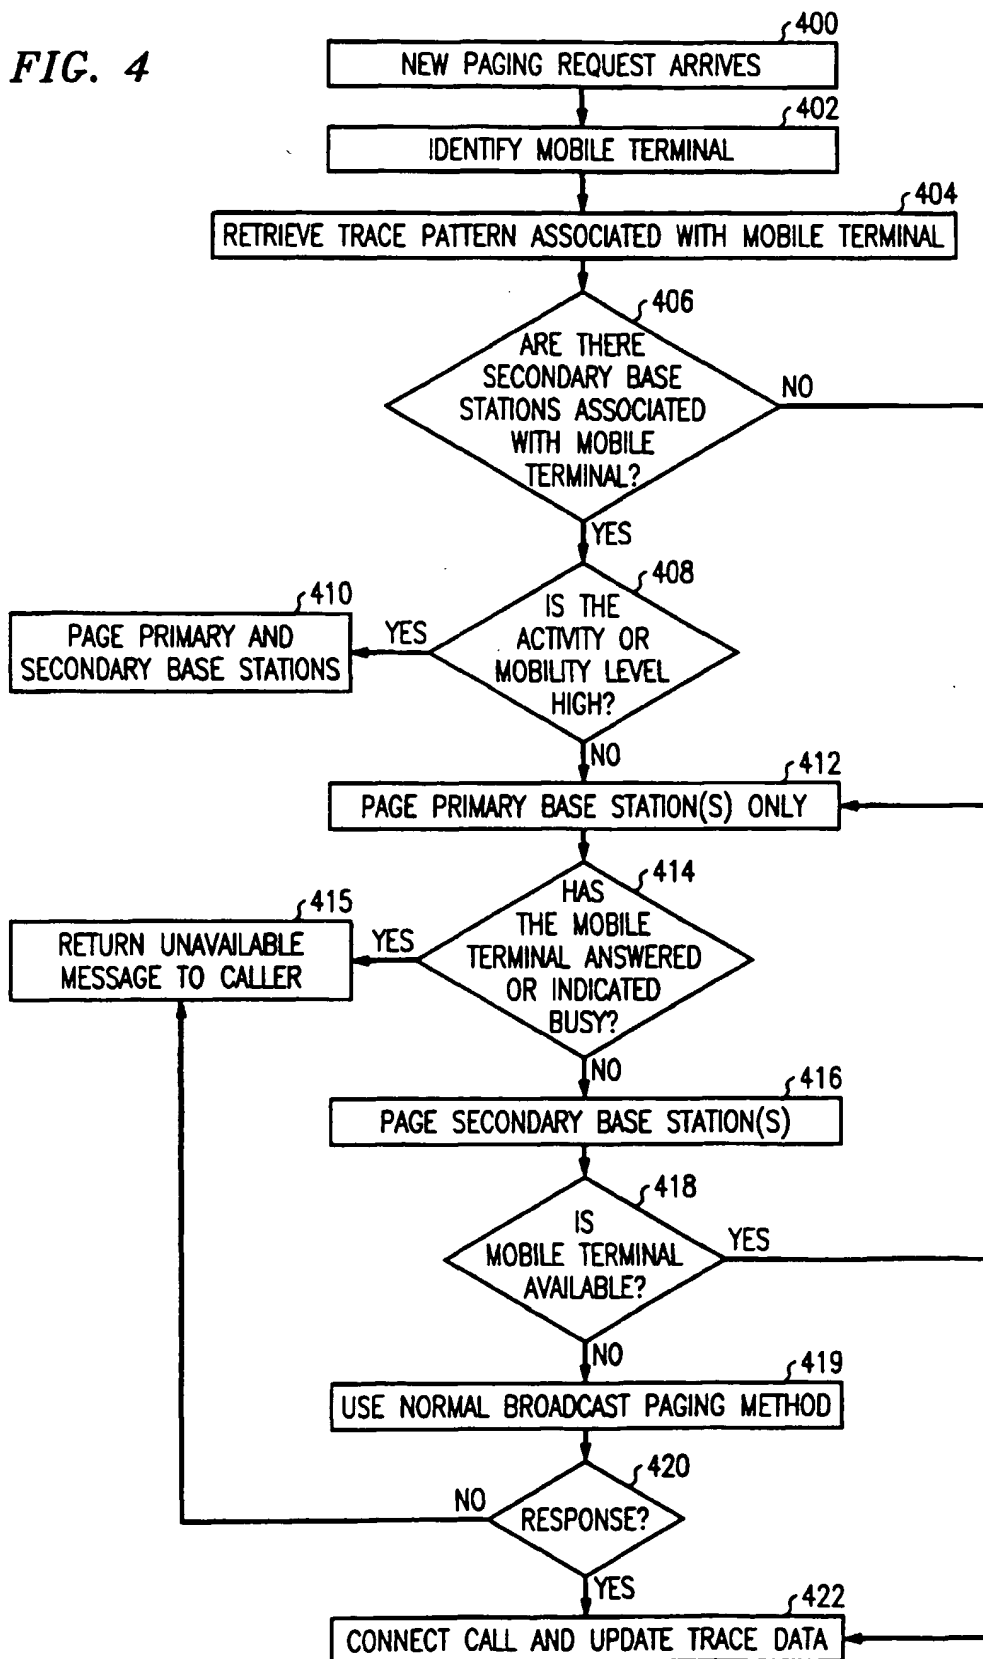 FIG. 4
400
NEW PAGING REQUEST ARRIVES
402
IDENTIFY MOBILE TERMINAL
404
RETRIEVE TRACE PATTERN ASSOCIATED WITH MOBILE TERMINAL
406
ARE THERE
SECONDARY BASE
STATIONS ASSOCIATED
WITH MOBILE
TERMINAL?
NO
YES
408
IS THE
ACTIVITY OR
MOBILITY LEVEL
HIGH?
YES
410
PAGE PRIMARY AND
SECONDARY BASE STATIONS
NO
412
PAGE PRIMARY BASE STATION(S) ONLY
414
HAS
THE MOBILE
TERMINAL ANSWERED
OR INDICATED
BUSY?
YES
415
RETURN UNAVAILABLE
MESSAGE TO CALLER
NO
416
PAGE SECONDARY BASE STATION(S)
418
IS
MOBILE TERMINAL
AVAILABLE?
YES
NO
419
USE NORMAL BROADCAST PAGING METHOD
420
RESPONSE?
NO
YES
422
CONNECT CALL AND UPDATE TRACE DATA